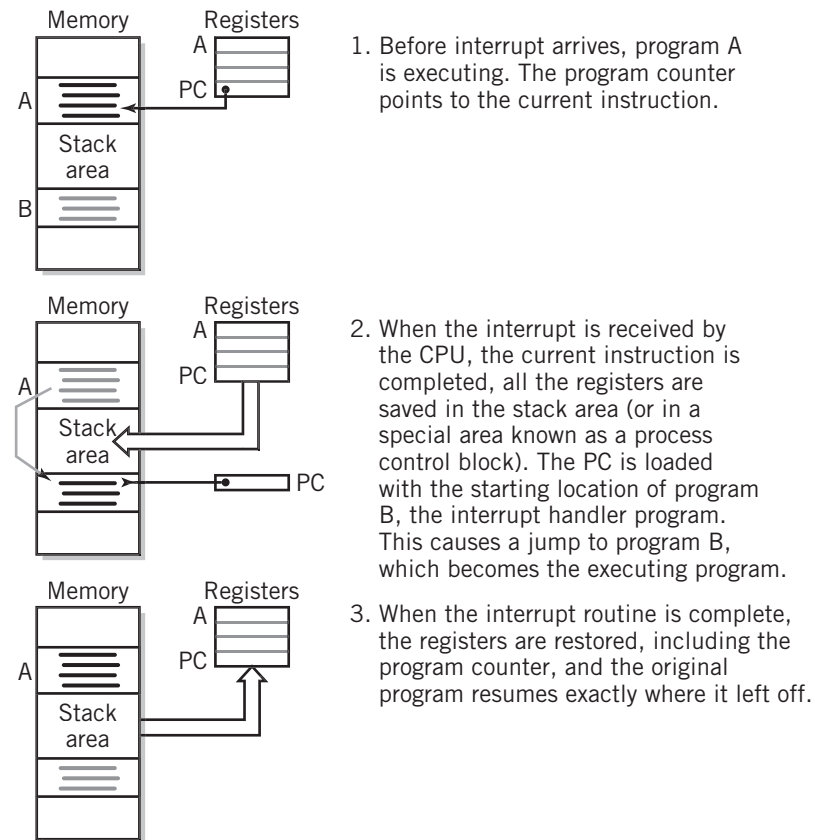 Memory
Registers
A
PC
A
Stack
area
B
1. Before interrupt arrives, program A
is executing. The program counter
points to the current instruction.
Memory
Registers
A
PC
A
Stack
area
PC
2. When the interrupt is received by
the CPU, the current instruction is
completed, all the registers are
saved in the stack area (or in a
special area known as a process
control block). The PC is loaded
with the starting location of program
B, the interrupt handler program.
This causes a jump to program B,
which becomes the executing program.
Memory
Registers
A
PC
A
Stack
area
3. When the interrupt routine is complete,
the registers are restored, including the
program counter, and the original
program resumes exactly where it left off.